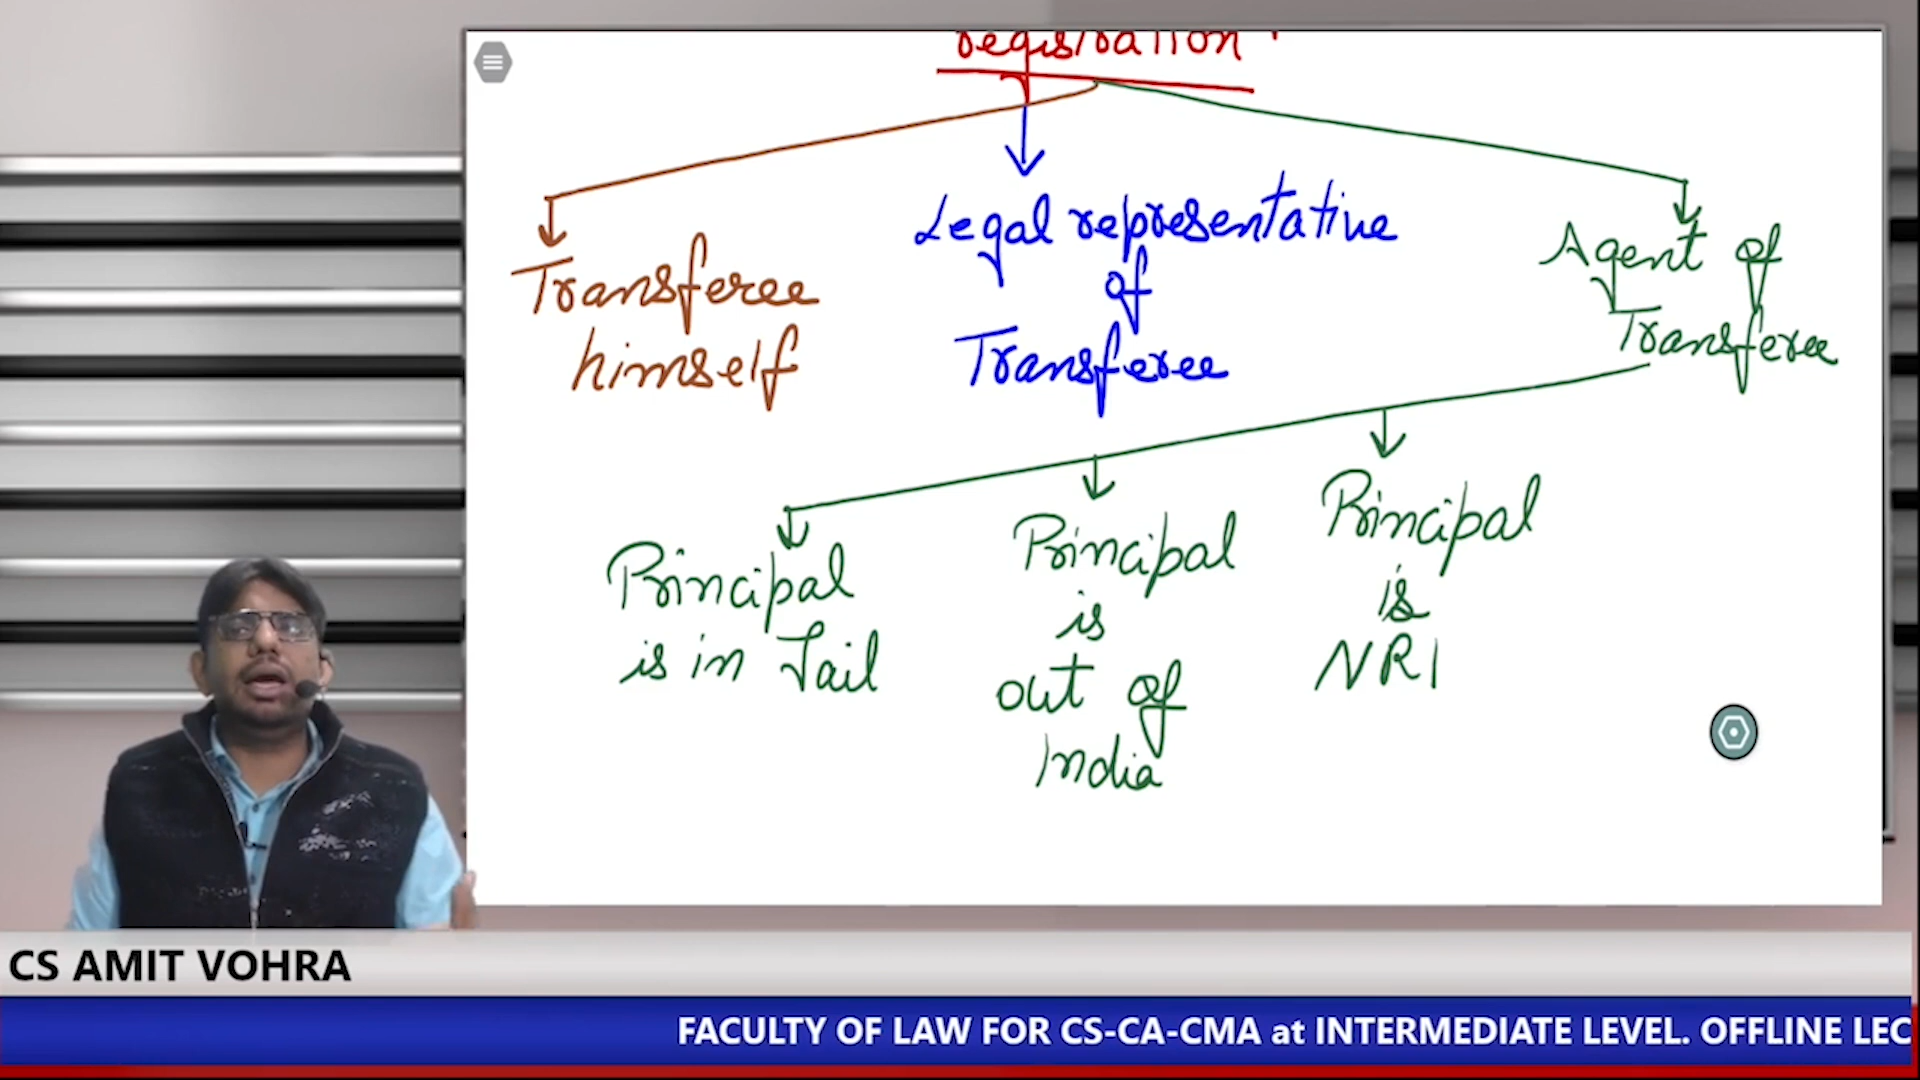 registration
Transferee
himself
Legal representative
of
Transferee
Agent of
Transferee
Principal
is in Jail
Principal
is
out of
India
Principal
is
NRI
CS AMIT VOHRA
FACULTY OF LAW FOR CS-CA-CMA at INTERMEDIATE LEVEL. OFFLINE LEC